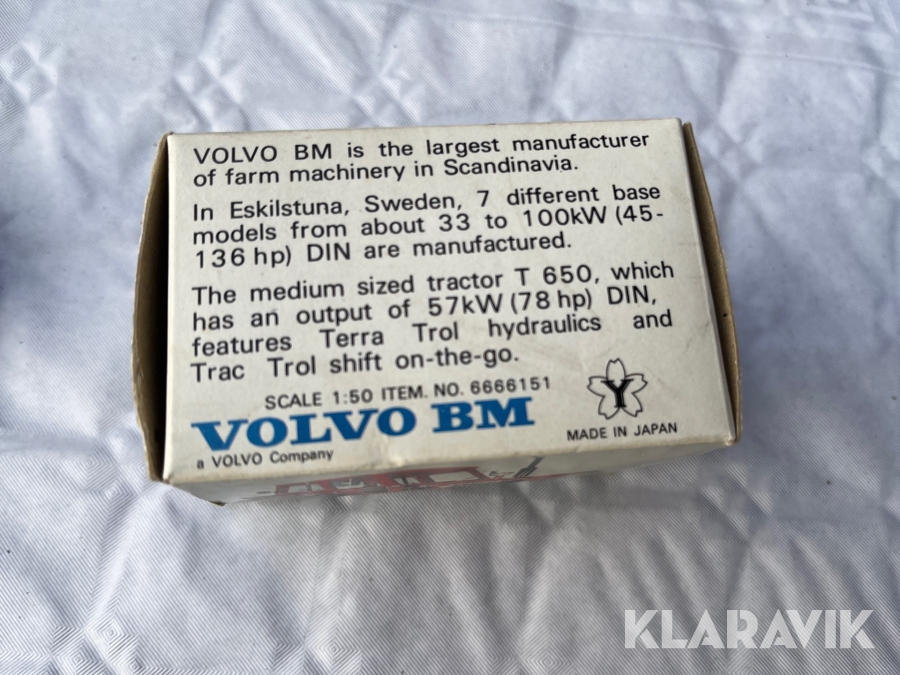 VOLVO BM is the largest manufacturer
of farm machinery in Scandinavia.
In Eskilstuna, Sweden, 7 different base
models from about 33 to 100kW (45-
136 hp) DIN are manufactured.
The medium sized tractor T 650, which
has an output of 57kW (78 hp) DIN,
features Terra Trol hydraulics and
Trac Trol shift on-the-go.
SCALE 1:50 ITEM. NO. 6666151
VOLVO BM
a VOLVO Company
Y
MADE IN JAPAN
KLARAVIK